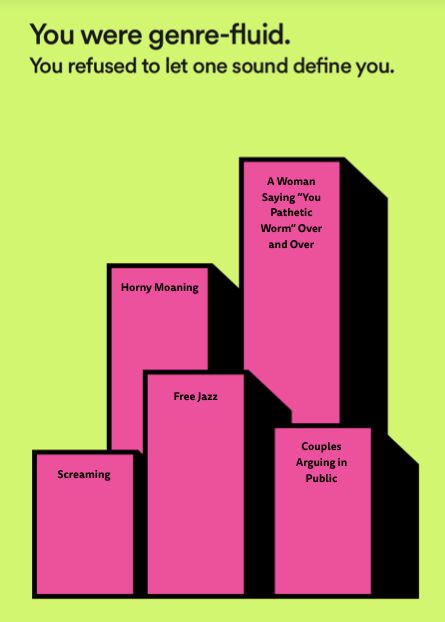 You were genre-fluid.
You refused to let one sound define you.
A Woman
Saying “You
Pathetic
Worm” Over
and Over
Horny Moaning
Free Jazz
Couples
Arguing in
Public
Screaming